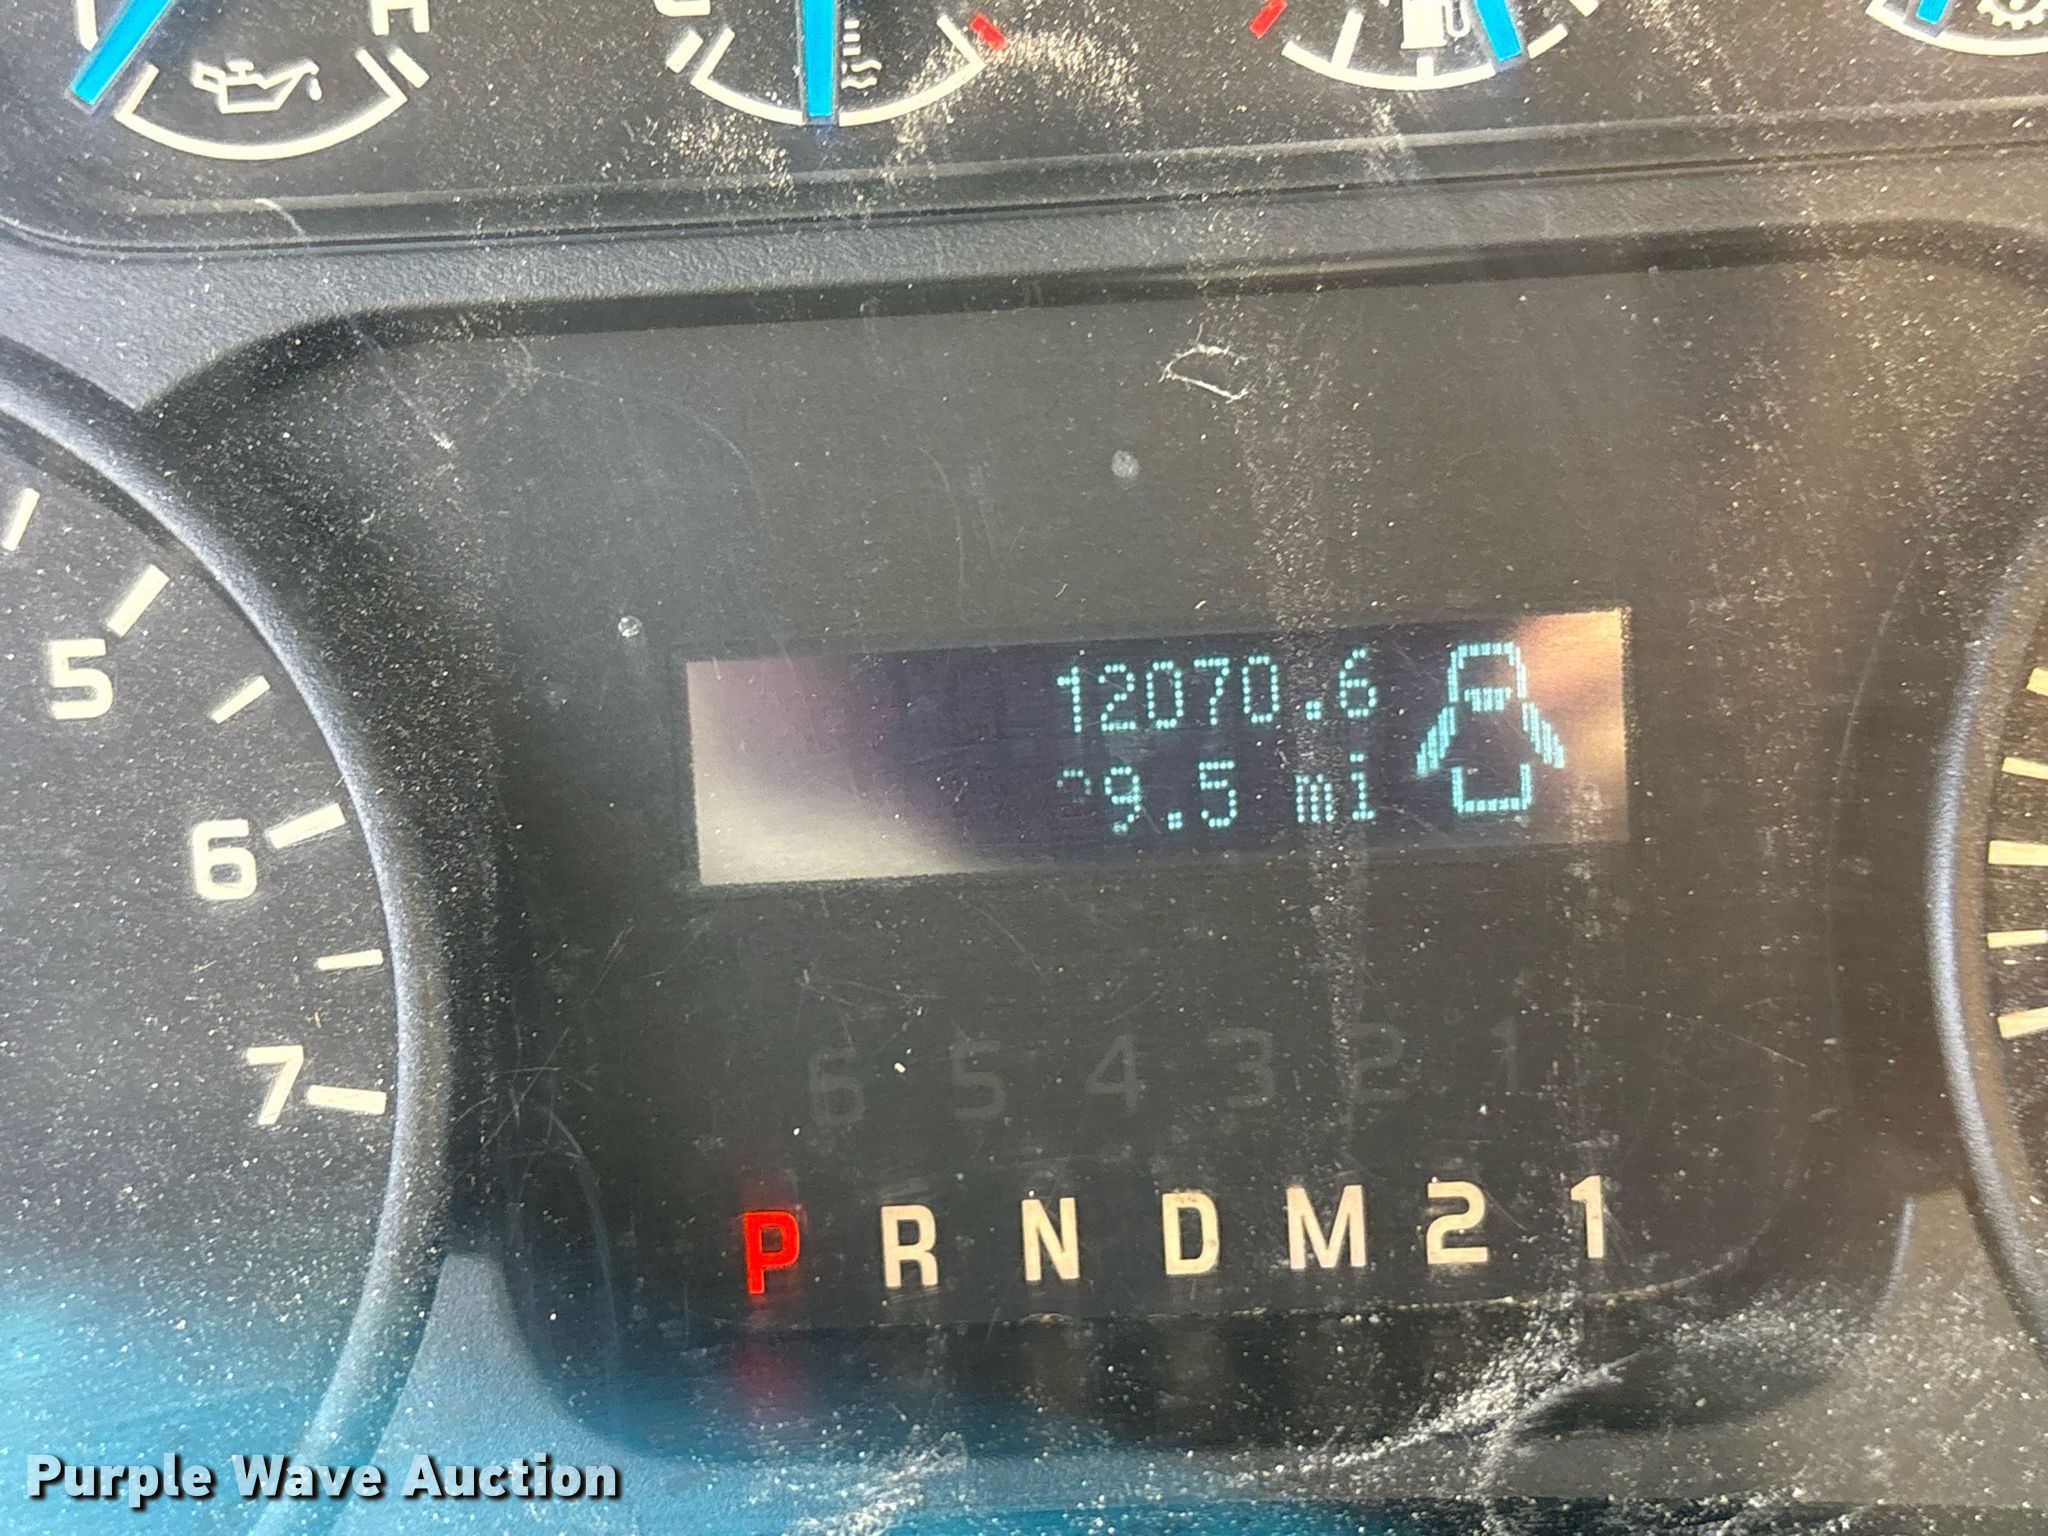 H
5
6
7
12070.6
9.5 mi
6 5 4 3 2 1
P R N D M 2 1
Purple Wave Auction